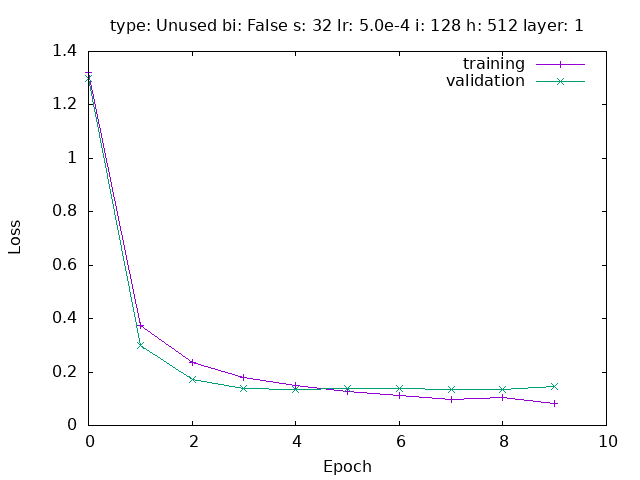 type: Unused bi: False s: 32 lr: 5.0e-4 i: 128 h: 512 layer: 1
training
validation
1.4
1.2
1
0.8
0.6
0.4
0.2
0
Loss
0 2 4 6 8 10
Epoch